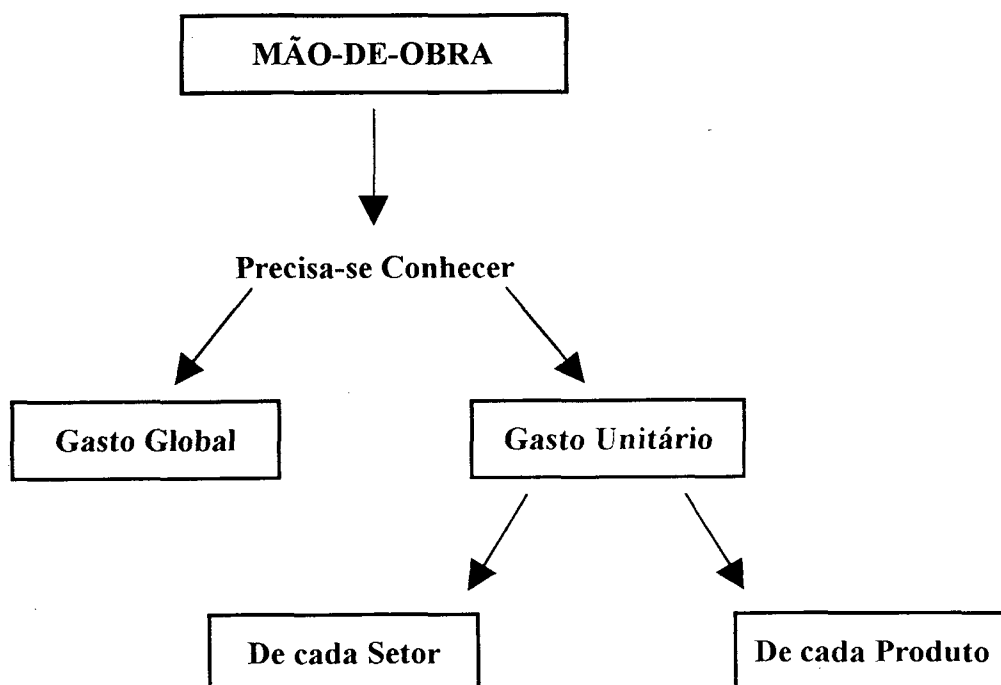 MÃO-DE-OBRA
Precisa-se Conhecer
Gasto Global
Gasto Unitário
De cada Setor
De cada Produto